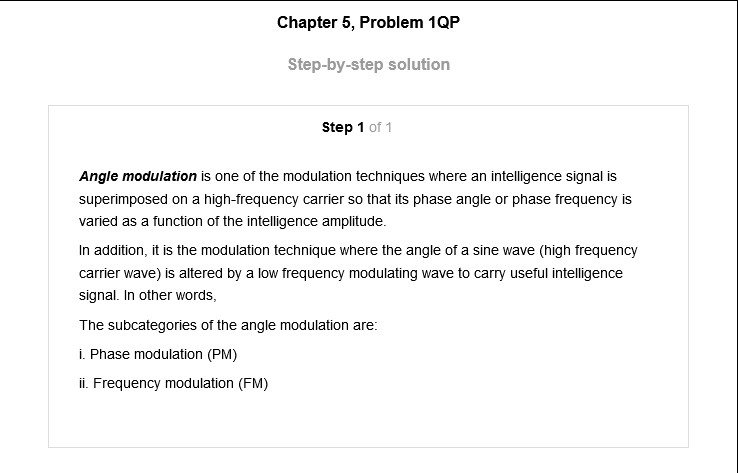 Chapter 5, Problem 1QP
Step-by-step solution
Step 1 of 1
Angle modulation is one of the modulation techniques where an intelligence signal is
superimposed on a high-frequency carrier so that its phase angle or phase frequency is
varied as a function of the intelligence amplitude.
In addition, it is the modulation technique where the angle of a sine wave (high frequency
carrier wave) is altered by a low frequency modulating wave to carry useful intelligence
signal. In other words,
The subcategories of the angle modulation are:
i. Phase modulation (PM)
ii. Frequency modulation (FM)